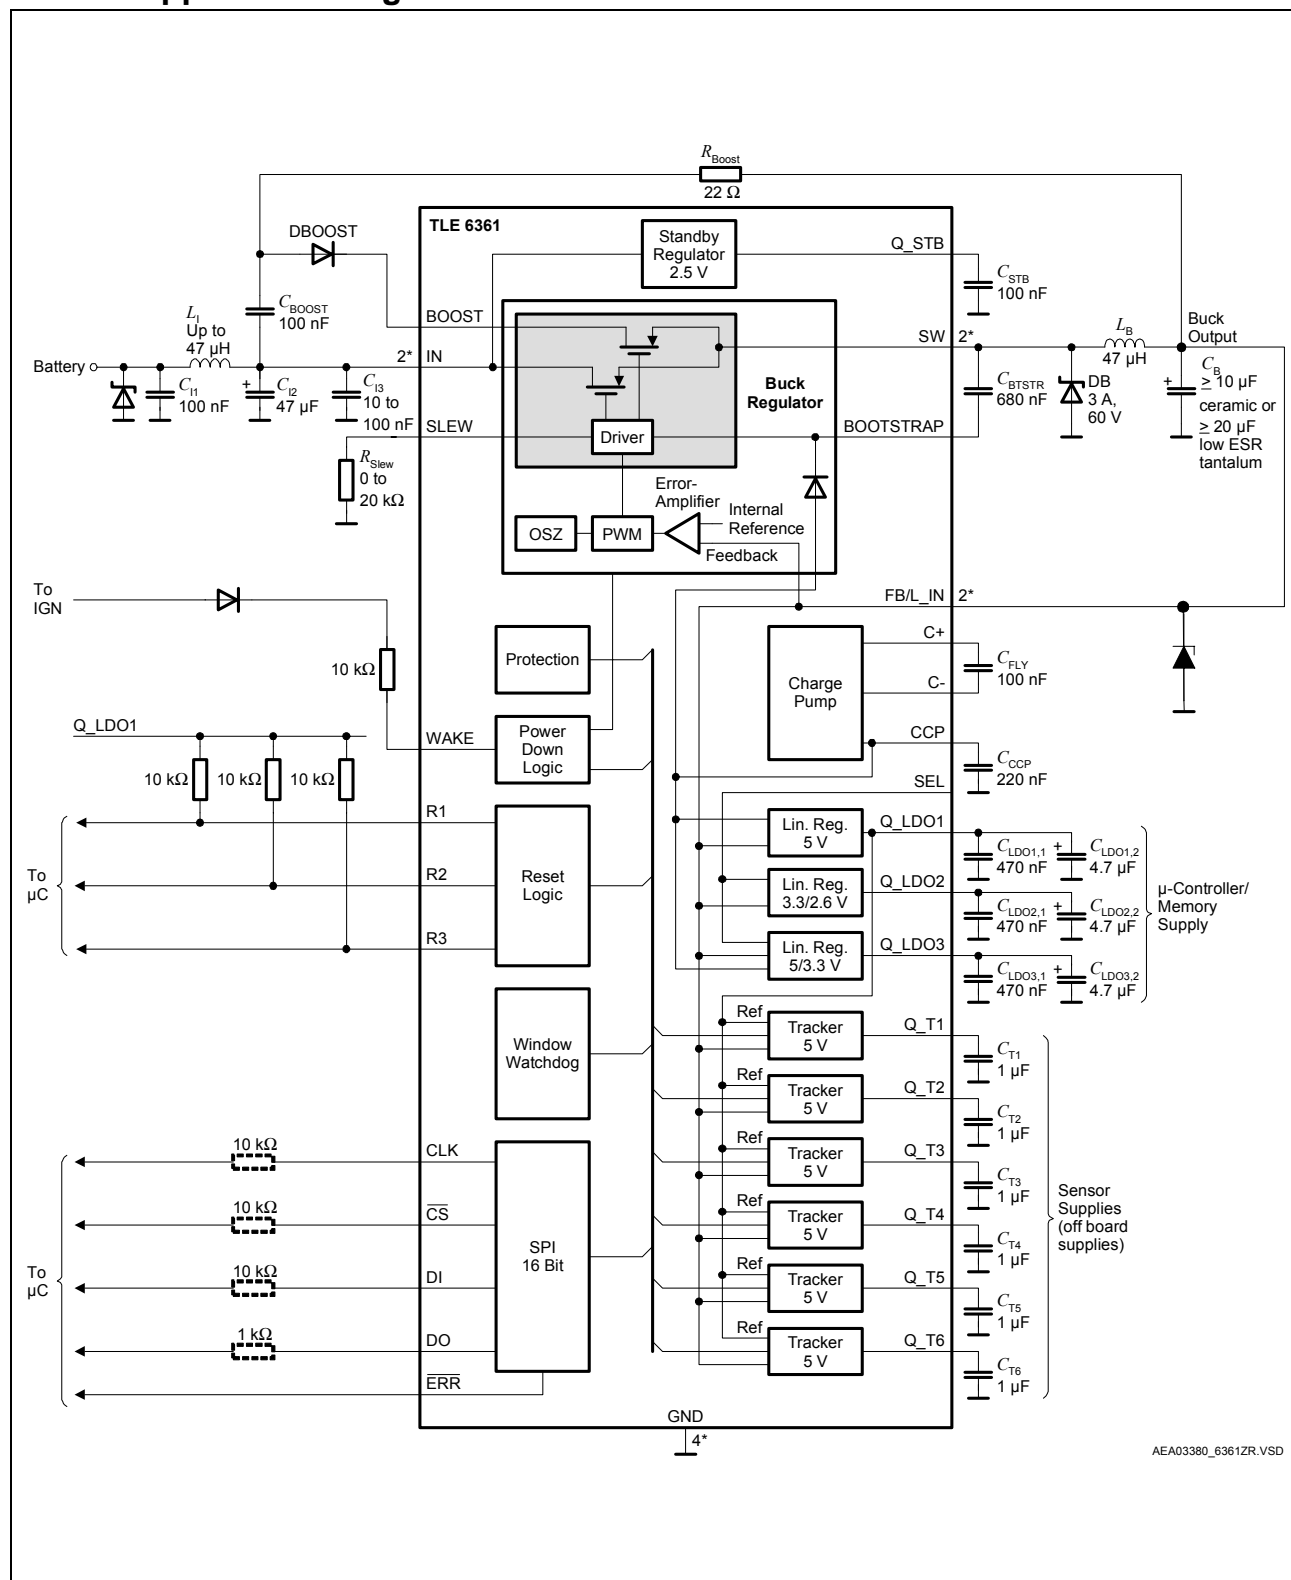 R_Boost
22 Ω
TLE 6361
DBOOST
Standby
Regulator
2.5 V
Q_STB
C_STB
100 nF
C_BOOST
100 nF
L_I
Up to
47 µH
BOOST
Battery
2* IN
C_I1
100 nF
+
C_I2
47 µF
C_I3
10 to
100 nF
SLEW
R_Slew
0 to
20 kΩ
Buck
Regulator
Driver
SW 2*
BOOTSTRAP
C_BTSTR
680 nF
DB
3 A,
60 V
L_B
47 µH
Buck
Output
+
C_B
≥ 10 µF
ceramic or
≥ 20 µF
low ESR
tantalum
Error-
Amplifier
Internal
Reference
Feedback
OSZ
PWM
To
IGN
10 kΩ
FB/L_IN 2*
Protection
Charge
Pump
C+
C-
C_FLY
100 nF
Q_LDO1
WAKE
Power
Down
Logic
CCP
C_CCP
220 nF
10 kΩ
10 kΩ
10 kΩ
SEL
To
µC
R1
R2
R3
Reset
Logic
Lin. Reg.
5 V
Q_LDO1
C_LDO1,1
470 nF
+
C_LDO1,2
4.7 µF
Lin. Reg.
3.3/2.6 V
Q_LDO2
C_LDO2,1
470 nF
+
C_LDO2,2
4.7 µF
Lin. Reg.
5/3.3 V
Q_LDO3
C_LDO3,1
470 nF
+
C_LDO3,2
4.7 µF
µ-Controller/
Memory
Supply
Window
Watchdog
Ref
Tracker
5 V
Q_T1
C_T1
1 µF
Ref
Tracker
5 V
Q_T2
C_T2
1 µF
Ref
Tracker
5 V
Q_T3
C_T3
1 µF
Ref
Tracker
5 V
Q_T4
C_T4
1 µF
Ref
Tracker
5 V
Q_T5
C_T5
1 µF
Ref
Tracker
5 V
Q_T6
C_T6
1 µF
Sensor
Supplies
(off board
supplies)
To
µC
10 kΩ
CLK
10 kΩ
C̅S̅
10 kΩ
DI
1 kΩ
DO
E̅R̅R̅
SPI
16 Bit
GND
4*
AEA03380_6361ZR.VSD